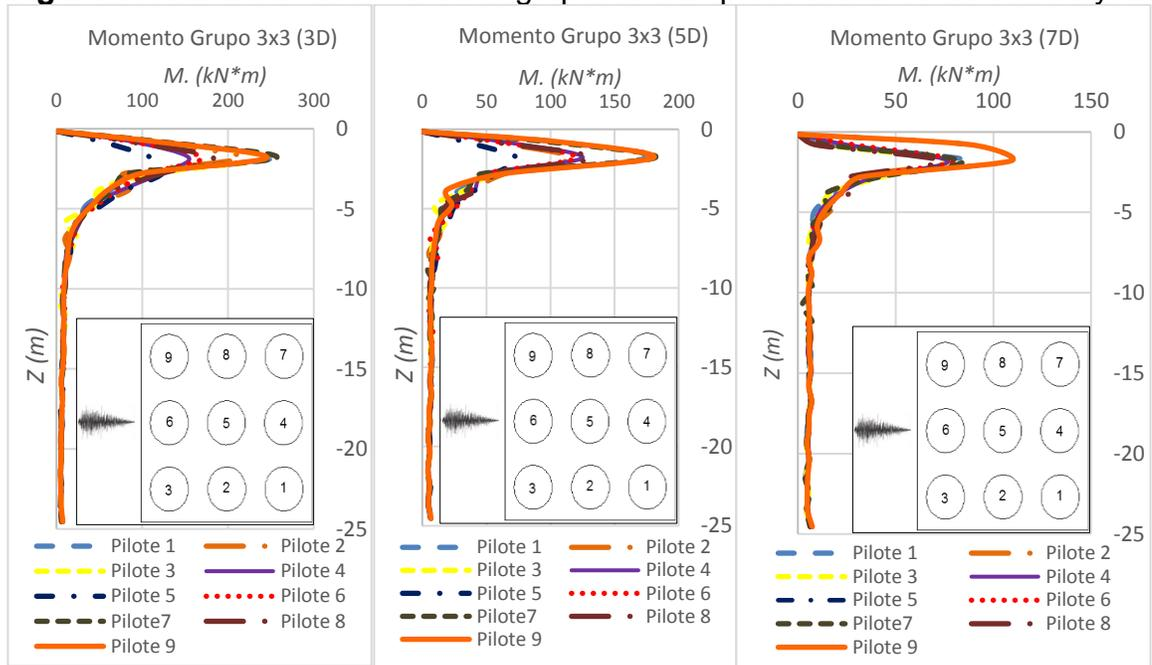 Momento Grupo 3x3 (3D)
M. (kN*m)
0 100 200 300
0
-5
-10
-15
-20
-25
Z (m)
9 8 7
6 5 4
3 2 1
Pilote 1 Pilote 2
Pilote 3 Pilote 4
Pilote 5 Pilote 6
Pilote7 Pilote 8
Pilote 9
Momento Grupo 3x3 (5D)
M. (kN*m)
0 50 100 150 200
0
-5
-10
-15
-20
-25
Z (m)
9 8 7
6 5 4
3 2 1
Pilote 1 Pilote 2
Pilote 3 Pilote 4
Pilote 5 Pilote 6
Pilote7 Pilote 8
Pilote 9
Momento Grupo 3x3 (7D)
M. (kN*m)
0 50 100 150
0
-5
-10
-15
-20
-25
Z (m)
9 8 7
6 5 4
3 2 1
Pilote 1 Pilote 2
Pilote 3 Pilote 4
Pilote 5 Pilote 6
Pilote7 Pilote 8
Pilote 9